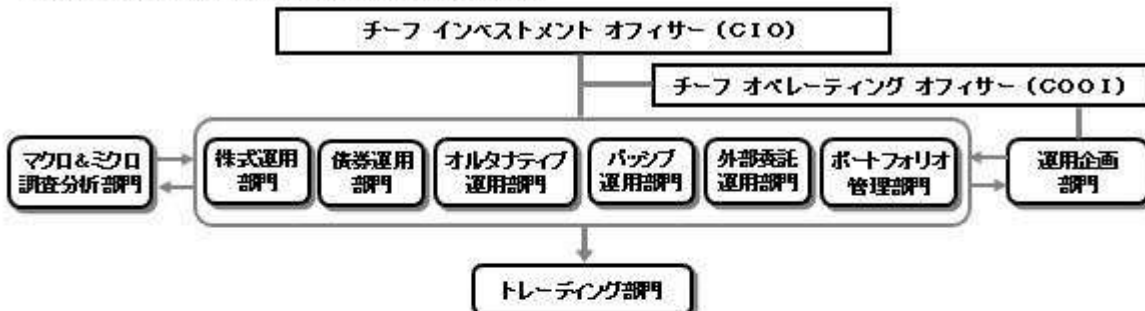 チーフ インベストメント オフィサー (CIO)
チーフ オペレーティング オフィサー (COOI)
マクロ&ミクロ
調査分析部門
株式運用
部門
債券運用
部門
オルタナティブ
運用部門
パッシブ
運用部門
外部委託
運用部門
ポートフォリオ
管理部門
運用企画
部門
トレーディング部門